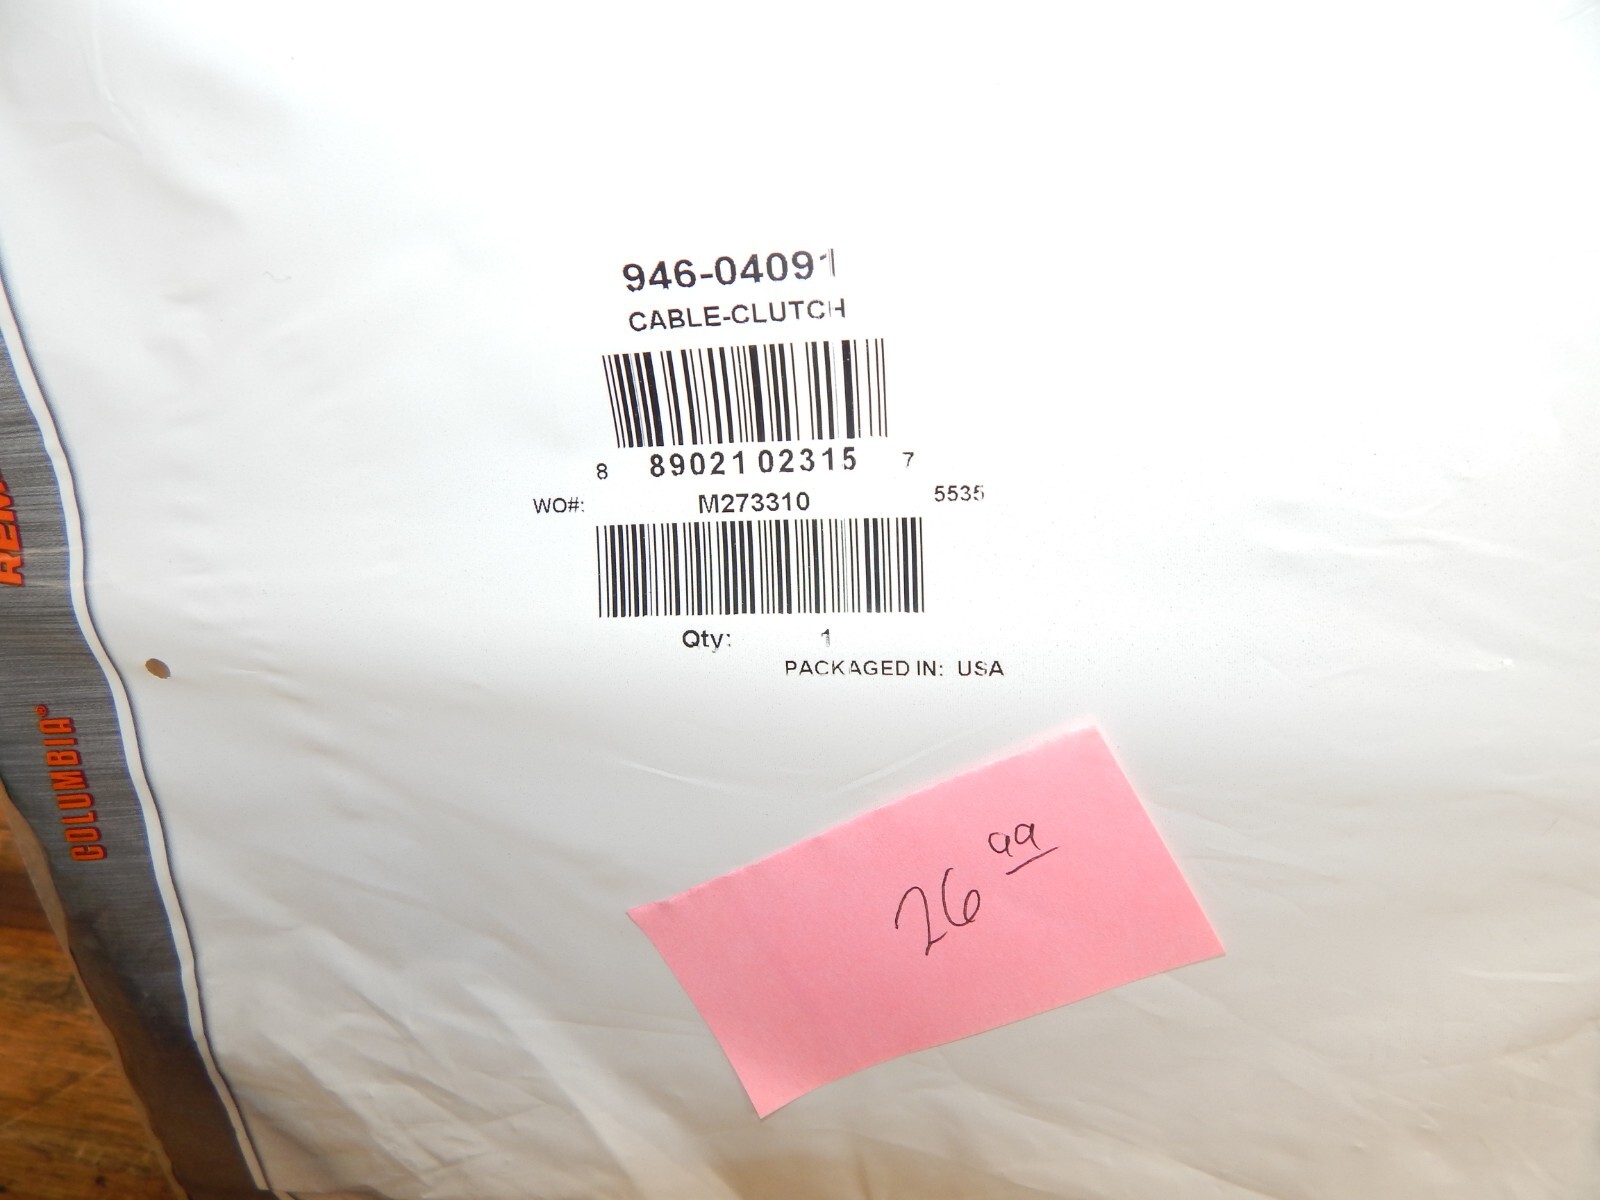 946-04091
CABLE-CLUTCH
8 89021 02315 7
WO#: M273310 5535
Qty: 1
PACKAGED IN: USA
26 99
COLUMBIA®